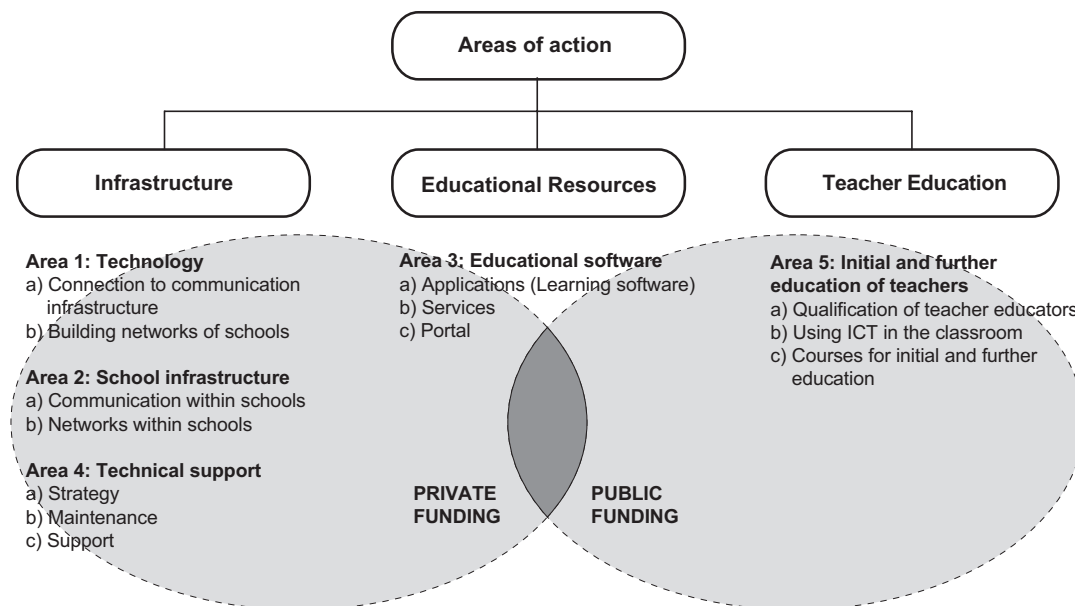 Areas of action
Infrastructure
Educational Resources
Teacher Education
Area 1: Technology
a) Connection to communication
infrastructure
b) Building networks of schools
Area 2: School infrastructure
a) Communication within schools
b) Networks within schools
Area 4: Technical support
a) Strategy
b) Maintenance
c) Support
Area 3: Educational software
a) Applications (Learning software)
b) Services
c) Portal
PRIVATE
FUNDING
PUBLIC
FUNDING
Area 5: Initial and further
education of teachers
a) Qualification of teacher educators
b) Using ICT in the classroom
c) Courses for initial and further
education